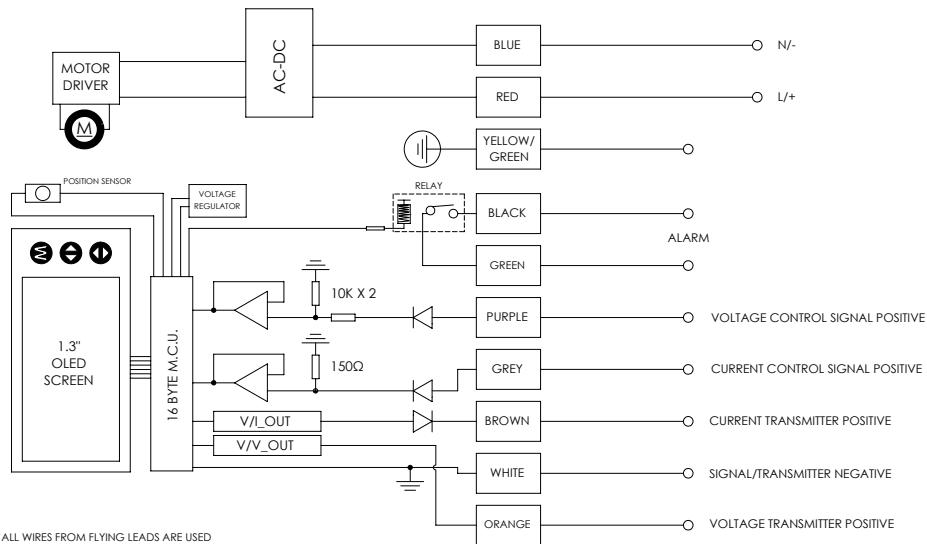 AC-DC
BLUE
N/-
MOTOR
DRIVER
RED
L/+
M
YELLOW/
GREEN
POSITION SENSOR
VOLTAGE
REGULATOR
RELAY
BLACK
ALARM
GREEN
10K X 2
PURPLE
VOLTAGE CONTROL SIGNAL POSITIVE
1.3"
OLED
SCREEN
16 BYTE M.C.U.
150Ω
GREY
CURRENT CONTROL SIGNAL POSITIVE
V/I_OUT
BROWN
CURRENT TRANSMITTER POSITIVE
V/V_OUT
WHITE
SIGNAL/TRANSMITTER NEGATIVE
ORANGE
VOLTAGE TRANSMITTER POSITIVE
ALL WIRES FROM FLYING LEADS ARE USED